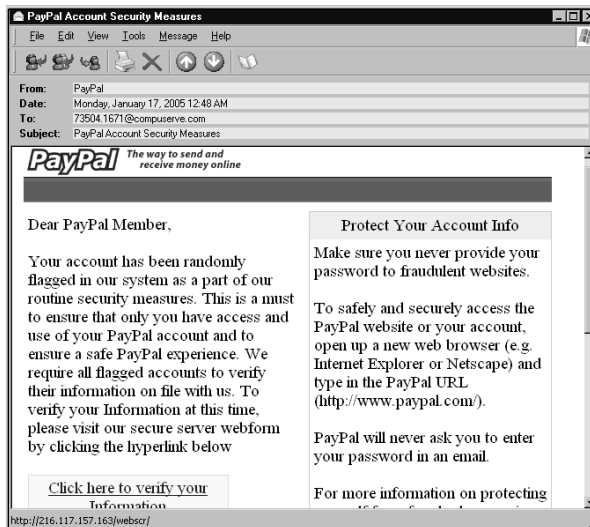 PayPal Account Security Measures
File Edit View Tools Message Help
From: PayPal
Date: Monday, January 17, 2005 12:48 AM
To: 73504.1671@compuserve.com
Subject: PayPal Account Security Measures
PayPal The way to send and
receive money online
Dear PayPal Member,
Your account has been randomly
flagged in our system as a part of our
routine security measures. This is a must
to ensure that only you have access and
use of your PayPal account and to
ensure a safe PayPal experience. We
require all flagged accounts to verify
their information on file with us. To
verify your Information at this time,
please visit our secure server webform
by clicking the hyperlink below
Click here to verify your
Information
Protect Your Account Info
Make sure you never provide your
password to fraudulent websites.
To safely and securely access the
PayPal website or your account,
open up a new web browser (e.g.
Internet Explorer or Netscape) and
type in the PayPal URL
(http://www.paypal.com/).
PayPal will never ask you to enter
your password in an email.
For more information on protecting
http://216.117.157.163/webscr/